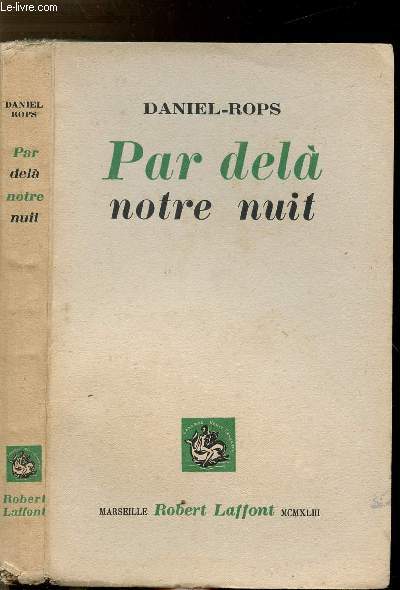 © Le-livre.com
DANIEL
ROPS
Par
delà
notre
nuit
Robert
Laffont
DANIEL-ROPS
Par delà
notre nuit
MARSEILLE Robert Laffont MCMXLIII